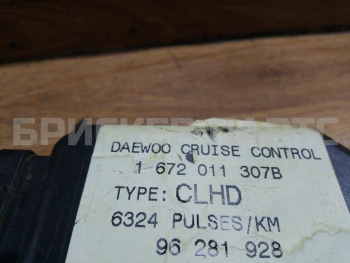 DAEWOO CRUISE CONTROL
1 672 011 307B
TYPE: CLHD
6324 PULSES/KM
96 281 928